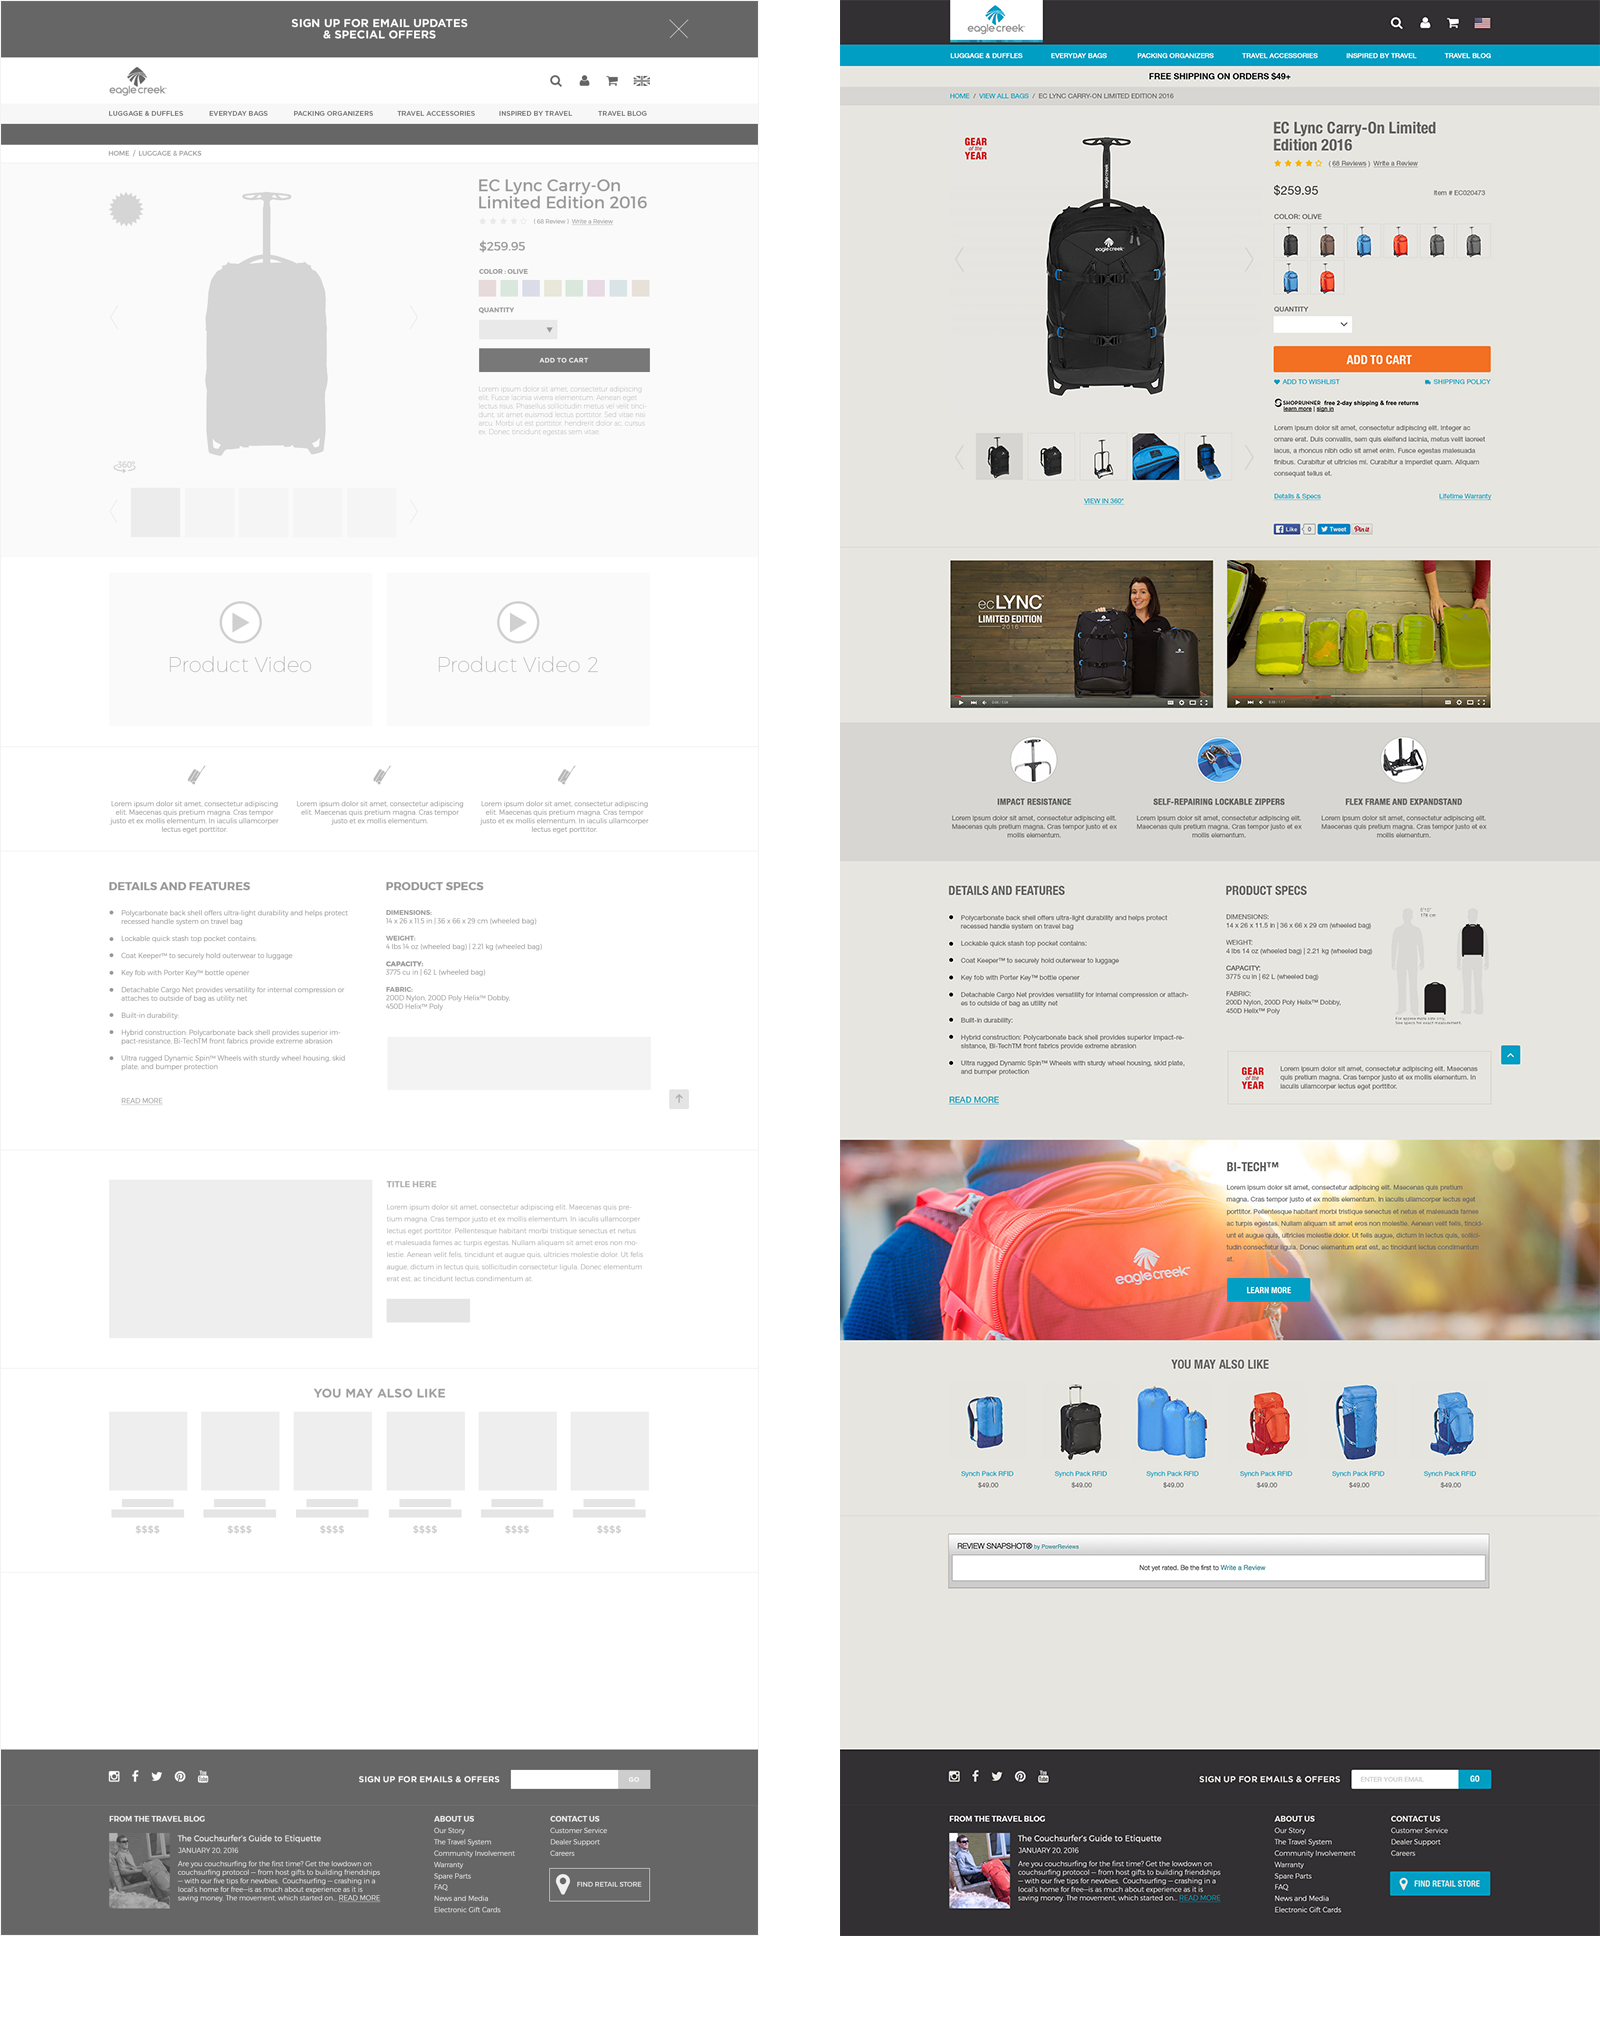 SIGN UP FOR EMAIL UPDATES
& SPECIAL OFFERS
eagle creek
LUGGAGE & DUFFLES
EVERYDAY BAGS
PACKING ORGANIZERS
TRAVEL ACCESSORIES
INSPIRED BY TRAVEL
TRAVEL BLOG
HOME / LUGGAGE & PACKS
EC Lync Carry-On
Limited Edition 2016
( 68 Review ) Write a Review
$259.95
COLOR : OLIVE
QUANTITY
ADD TO CART
Lorem ipsum dolor sit amet, consectetur adipiscing
elit. Fusce lacinia viverra elementum. Aenean eget
lectus risus. Phasellus sollicitudin metus vel velit tinci-
dunt, sit amet euismod lectus porttitor. Sed vitae nisi
arcu. Morbi ut est porttitor, hendrerit dolor ac, cursus
ex. Donec tincidunt egestas sem vitae.
360°
Product Video
Product Video 2
Lorem ipsum dolor sit amet, consectetur adipiscing
elit. Maecenas quis pretium magna. Cras tempor
justo et ex mollis elementum. In iaculis ullamcorper
lectus eget porttitor.
Lorem ipsum dolor sit amet, consectetur adipiscing
elit. Maecenas quis pretium magna. Cras tempor
justo et ex mollis elementum.
Lorem ipsum dolor sit amet, consectetur adipiscing
elit. Maecenas quis pretium magna. Cras tempor
justo et ex mollis elementum. In iaculis ullamcorper
lectus eget porttitor.
DETAILS AND FEATURES
Polycarbonate back shell offers ultra-light durability and helps protect
recessed handle system on travel bag
Lockable quick stash top pocket contains:
Coat Keeper™ to securely hold outerwear to luggage
Key fob with Porter Key™ bottle opener
Detachable Cargo Net provides versatility for internal compression or
attaches to outside of bag as utility net
Built-in durability:
Hybrid construction: Polycarbonate back shell provides superior im-
pact-resistance, Bi-TechTM front fabrics provide extreme abrasion
Ultra rugged Dynamic Spin™ Wheels with sturdy wheel housing, skid
plate, and bumper protection
READ MORE
PRODUCT SPECS
DIMENSIONS:
14 x 26 x 11.5 in | 36 x 66 x 29 cm (wheeled bag)
WEIGHT:
4 lbs 14 oz (wheeled bag) | 2.21 kg (wheeled bag)
CAPACITY:
3775 cu in | 62 L (wheeled bag)
FABRIC:
200D Nylon, 200D Poly Helix™ Dobby,
450D Helix™ Poly
TITLE HERE
Lorem ipsum dolor sit amet, consectetur adipiscing elit. Maecenas quis pre-
tium magna. Cras tempor justo et ex mollis elementum. In iaculis ullamcorper
lectus eget porttitor. Pellentesque habitant morbi tristique senectus et netus
et malesuada fames ac turpis egestas. Nullam aliquam sit amet eros non mo-
lestie. Aenean velit felis, tincidunt et augue quis, ultricies molestie dolor. Ut felis
augue, dictum in lectus quis, sollicitudin consectetur ligula. Donec elementum
erat est, ac tincidunt lectus condimentum at.
YOU MAY ALSO LIKE
$$$$
$$$$
$$$$
$$$$
$$$$
$$$$
SIGN UP FOR EMAILS & OFFERS
GO
FROM THE TRAVEL BLOG
The Couchsurfer's Guide to Etiquette
JANUARY 20, 2016
Are you couchsurfing for the first time? Get the lowdown on
couchsurfing protocol – from host gifts to building friendships
– with our five tips for newbies. Couchsurfing – crashing in a
local's home for free–is as much about experience as it is
saving money. The movement, which started on... READ MORE
ABOUT US
Our Story
The Travel System
Community Involvement
Warranty
Spare Parts
FAQ
News and Media
Electronic Gift Cards
CONTACT US
Customer Service
Dealer Support
Careers
FIND RETAIL STORE
eagle creek
LUGGAGE & DUFFLES
EVERYDAY BAGS
PACKING ORGANIZERS
TRAVEL ACCESSORIES
INSPIRED BY TRAVEL
TRAVEL BLOG
FREE SHIPPING ON ORDERS $49+
HOME / VIEW ALL BAGS / EC LYNC CARRY-ON LIMITED EDITION 2016
GEAR
of the
YEAR
eagle creek
eagle creek
EC Lync Carry-On Limited
Edition 2016
( 68 Reviews ) Write a Review
$259.95
Item # EC020473
COLOR: OLIVE
QUANTITY
ADD TO CART
ADD TO WISHLIST
SHIPPING POLICY
SHOPRUNNER free 2-day shipping & free returns
learn more | sign in
Lorem ipsum dolor sit amet, consectetur adipiscing elit. Integer ac
ornare erat. Duis convallis, sem quis eleifend lacinia, metus velit laoreet
lacus, a rhoncus nibh odio sit amet enim. Fusce egestas malesuada
finibus. Curabitur et ultricies mi. Curabitur a imperdiet quam. Aliquam
consequat tellus et.
Details & Specs
Lifetime Warranty
VIEW IN 360°
Like
0
Tweet
Pin it
ecLYNC™
LIMITED EDITION
2016
IMPACT RESISTANCE
Lorem ipsum dolor sit amet, consectetur adipiscing elit.
Maecenas quis pretium magna. Cras tempor justo et ex
mollis elementum.
SELF-REPAIRING LOCKABLE ZIPPERS
Lorem ipsum dolor sit amet, consectetur adipiscing elit.
Maecenas quis pretium magna. Cras tempor justo et ex
mollis elementum.
FLEX FRAME AND EXPANDSTAND
Lorem ipsum dolor sit amet, consectetur adipiscing elit.
Maecenas quis pretium magna. Cras tempor justo et ex
mollis elementum.
DETAILS AND FEATURES
Polycarbonate back shell offers ultra-light durability and helps protect
recessed handle system on travel bag
Lockable quick stash top pocket contains:
Coat Keeper™ to securely hold outerwear to luggage
Key fob with Porter Key™ bottle opener
Detachable Cargo Net provides versatility for internal compression or attach-
es to outside of bag as utility net
Built-in durability:
Hybrid construction: Polycarbonate back shell provides superior impact-re-
sistance, Bi-TechTM front fabrics provide extreme abrasion
Ultra rugged Dynamic Spin™ Wheels with sturdy wheel housing, skid plate,
and bumper protection
READ MORE
PRODUCT SPECS
DIMENSIONS:
14 x 26 x 11.5 in | 36 x 66 x 29 cm (wheeled bag)
WEIGHT:
4 lbs 14 oz (wheeled bag) | 2.21 kg (wheeled bag)
CAPACITY:
3775 cu in | 62 L (wheeled bag)
FABRIC:
200D Nylon, 200D Poly Helix™ Dobby,
450D Helix™ Poly
5'10"
178 cm
For approximate size only.
See specs for exact measurement.
GEAR
of the
YEAR
Lorem ipsum dolor sit amet, consectetur adipiscing elit. Maecenas
quis pretium magna. Cras tempor justo et ex mollis elementum. In
iaculis ullamcorper lectus eget porttitor.
eagle creek
BI-TECH™
Lorem ipsum dolor sit amet, consectetur adipiscing elit. Maecenas quis pretium
magna. Cras tempor justo et ex mollis elementum. In iaculis ullamcorper lectus eget
porttitor. Pellentesque habitant morbi tristique senectus et netus et malesuada fames
ac turpis egestas. Nullam aliquam sit amet eros non molestie. Aenean velit felis, tincid-
unt et augue quis, ultricies molestie dolor. Ut felis augue, dictum in lectus quis, sollici-
tudin consectetur ligula. Donec elementum erat est, ac tincidunt lectus condimentum
at.
LEARN MORE
YOU MAY ALSO LIKE
Synch Pack RFID
$49.00
Synch Pack RFID
$49.00
Synch Pack RFID
$49.00
Synch Pack RFID
$49.00
Synch Pack RFID
$49.00
Synch Pack RFID
$49.00
REVIEW SNAPSHOT® by PowerReviews
Not yet rated. Be the first to Write a Review
SIGN UP FOR EMAILS & OFFERS
ENTER YOUR EMAIL
GO
FROM THE TRAVEL BLOG
The Couchsurfer's Guide to Etiquette
JANUARY 20, 2016
Are you couchsurfing for the first time? Get the lowdown on
couchsurfing protocol – from host gifts to building friendships
– with our five tips for newbies. Couchsurfing – crashing in a
local's home for free–is as much about experience as it is
saving money. The movement, which started on... READ MORE
ABOUT US
Our Story
The Travel System
Community Involvement
Warranty
Spare Parts
FAQ
News and Media
Electronic Gift Cards
CONTACT US
Customer Service
Dealer Support
Careers
FIND RETAIL STORE